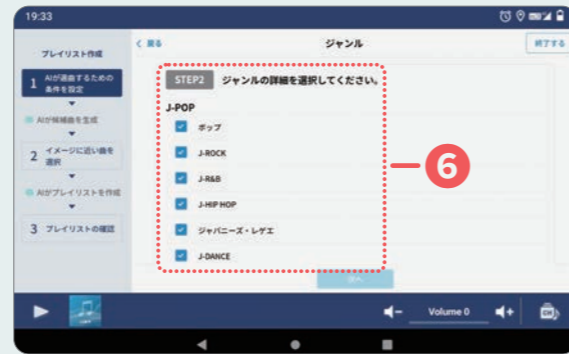 19:33
プレイリスト作成
1 AIが選曲するための
条件を設定
AIが候補曲を生成
2 イメージに近い曲を
選択
AIがプレイリストを作成
3 プレイリストの確認
戻る
ジャンル
終了する
STEP2 ジャンルの詳細を選択してください。
J-POP
ポップ
J-ROCK
J-R&B
J-HIP HOP
ジャパニーズ・レゲエ
J-DANCE
6
次へ
Volume 0